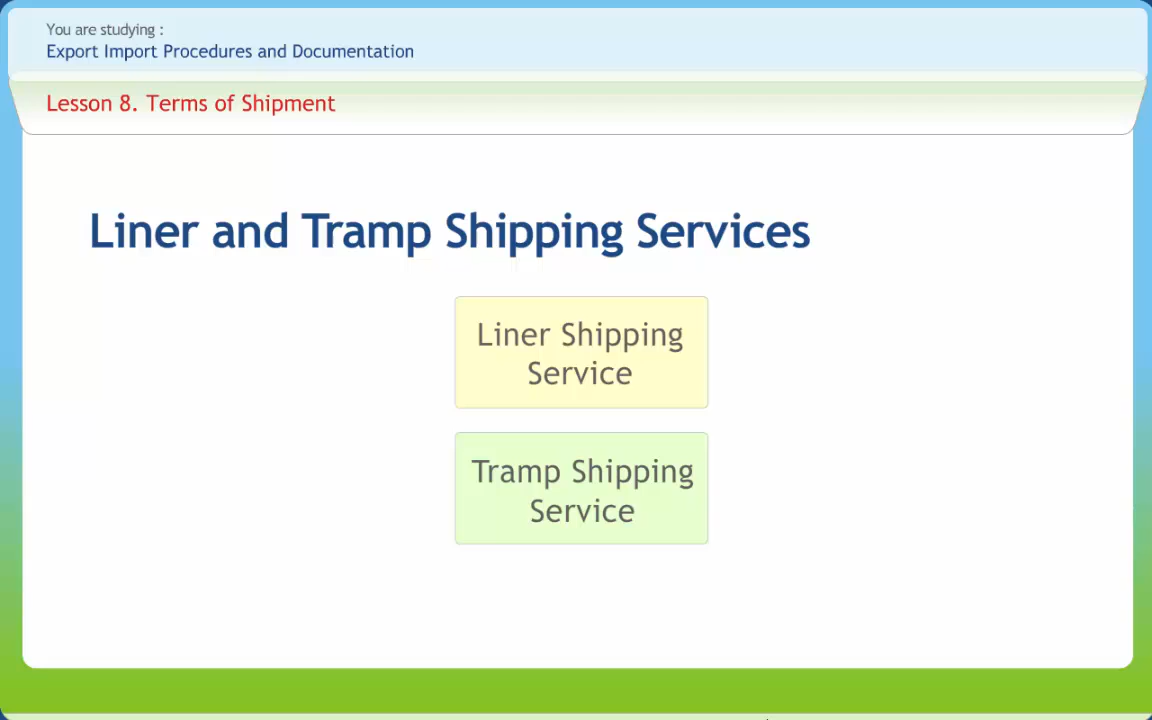 You are studying :
Export Import Procedures and Documentation
Lesson 8. Terms of Shipment
Liner and Tramp Shipping Services
Liner Shipping
Service
Tramp Shipping
Service